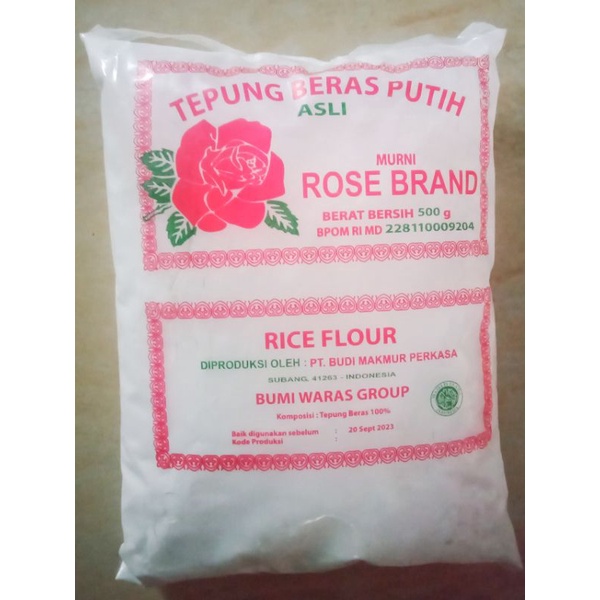 TEPUNG BERAS PUTIH
ASLI
MURNI
ROSE BRAND
BERAT BERSIH 500 g
BPOM RI MD 228110009204
RICE FLOUR
DIPRODUKSI OLEH : PT. BUDI MAKMUR PERKASA
SUBANG, 41263 - INDONESIA
BUMI WARAS GROUP
Komposisi : Tepung Beras 100%
Baik digunakan sebelum : 20 Sept 2023
Kode Produksi :